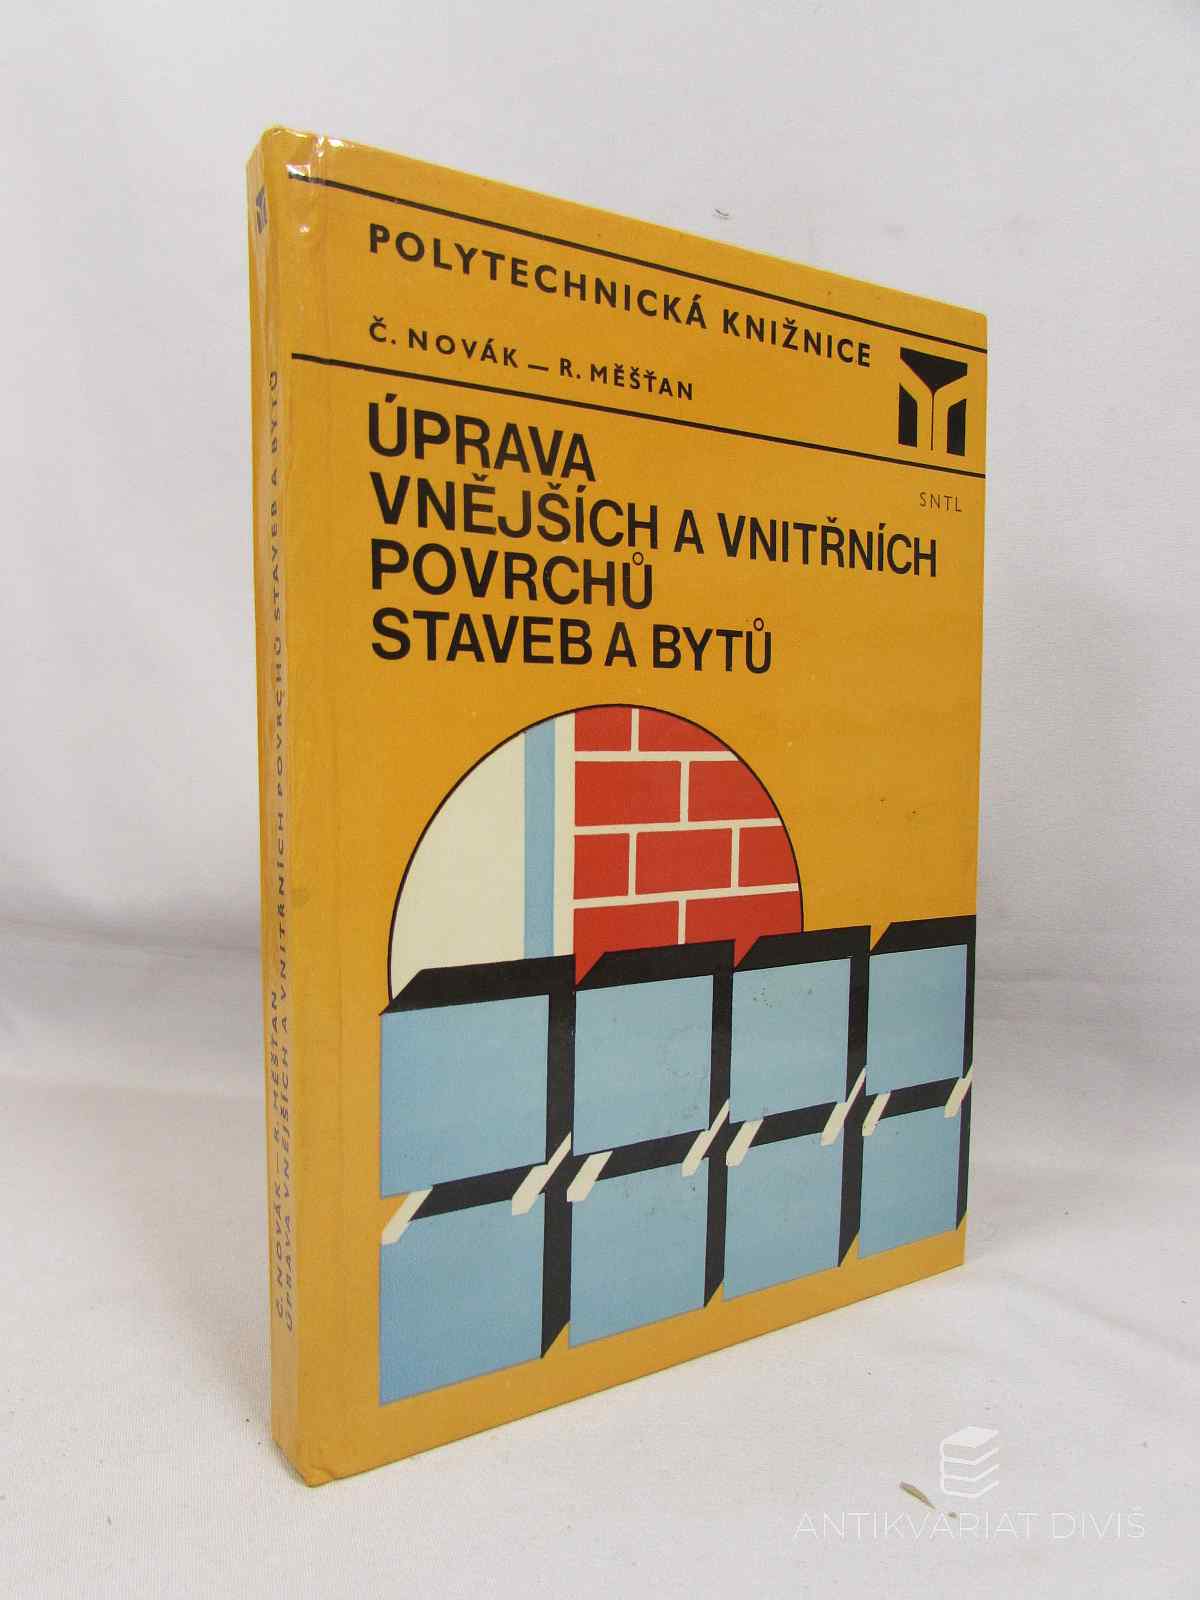 POLYTECHNICKÁ KNIŽNICE
Č. NOVÁK — R. MĚŠŤAN
ÚPRAVA
VNĚJŠÍCH A VNITŘNÍCH
POVRCHŮ
STAVEB A BYTŮ
SNTL
Č. NOVÁK — R. MĚŠŤAN
ÚPRAVA VNĚJŠÍCH A VNITŘNÍCH POVRCHŮ STAVEB A BYTŮ
ANTIKVARIAT DIVIŠ